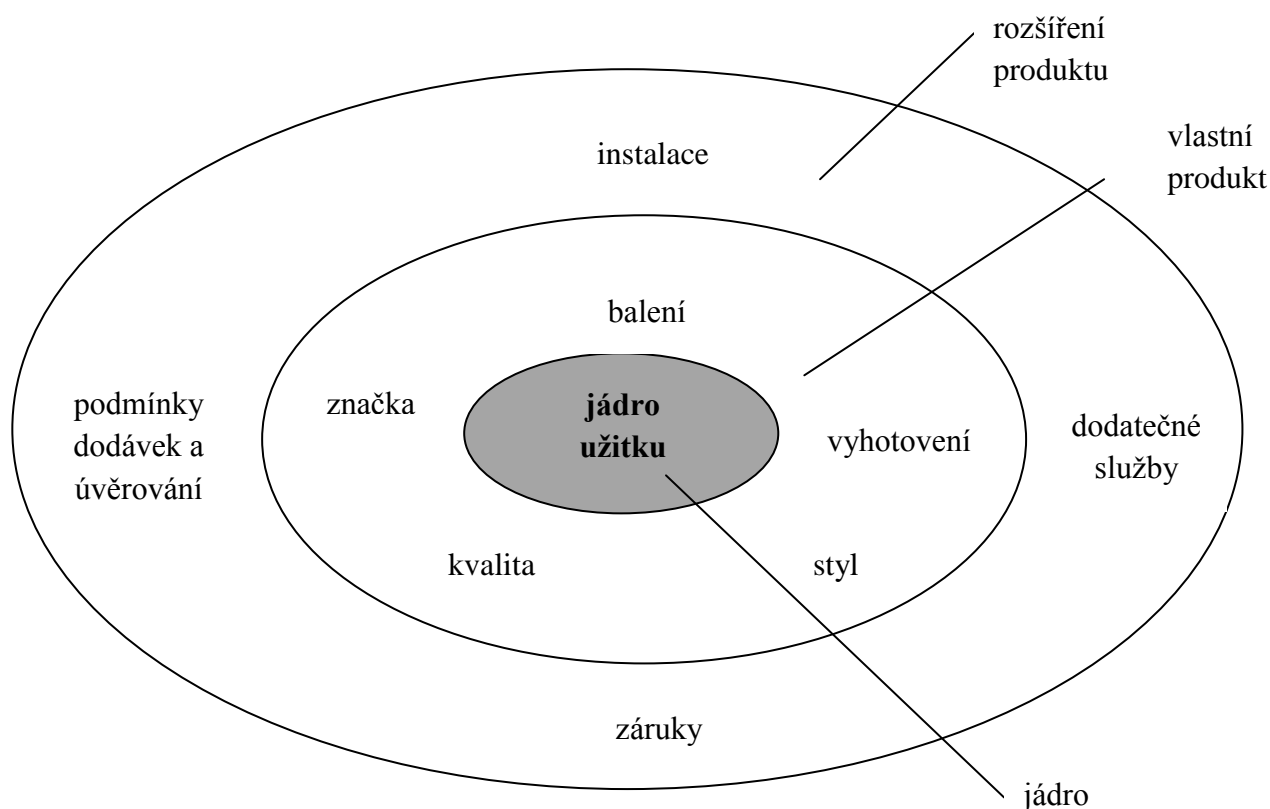 rozšíření
produktu
vlastní
produkt
instalace
balení
značka
jádro
užitku
vyhotovení
podmínky
dodávek a
úvěrování
dodatečné
služby
kvalita
styl
záruky
jádro